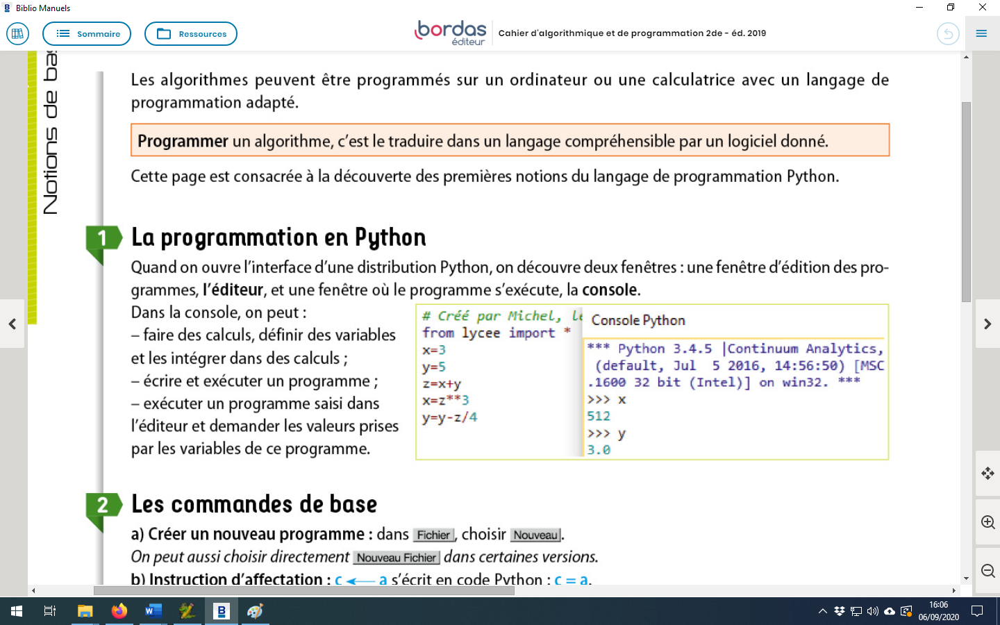 Biblio Manuels
Sommaire
Ressources
bordas
éditeur
Cahier d'algorithmique et de programmation 2de - éd. 2019
Notions de bas
Les algorithmes peuvent être programmés sur un ordinateur ou une calculatrice avec un langage de
programmation adapté.
Programmer un algorithme, c'est le traduire dans un langage compréhensible par un logiciel donné.
Cette page est consacrée à la découverte des premières notions du langage de programmation Python.
1 La programmation en Python
Quand on ouvre l'interface d'une distribution Python, on découvre deux fenêtres : une fenêtre d'édition des pro-
grammes, l'éditeur, et une fenêtre où le programme s'exécute, la console.
Dans la console, on peut :
– faire des calculs, définir des variables
et les intégrer dans des calculs ;
– écrire et exécuter un programme ;
– exécuter un programme saisi dans
l'éditeur et demander les valeurs prises
par les variables de ce programme.
# Créé par Michel, le
from lycee import *
x=3
y=5
z=x+y
x=z**3
y=y-z/4
Console Python
*** Python 3.4.5 |Continuum Analytics,
(default, Jul  5 2016, 14:56:50) [MSC
.1600 32 bit (Intel)] on win32. ***
>>> x
512
>>> y
3.0
2 Les commandes de base
a) Créer un nouveau programme : dans Fichier, choisir Nouveau.
On peut aussi choisir directement Nouveau Fichier dans certaines versions.
b) Instruction d'affectation : c ← a s'écrit en code Python : c = a.
16:06
06/09/2020